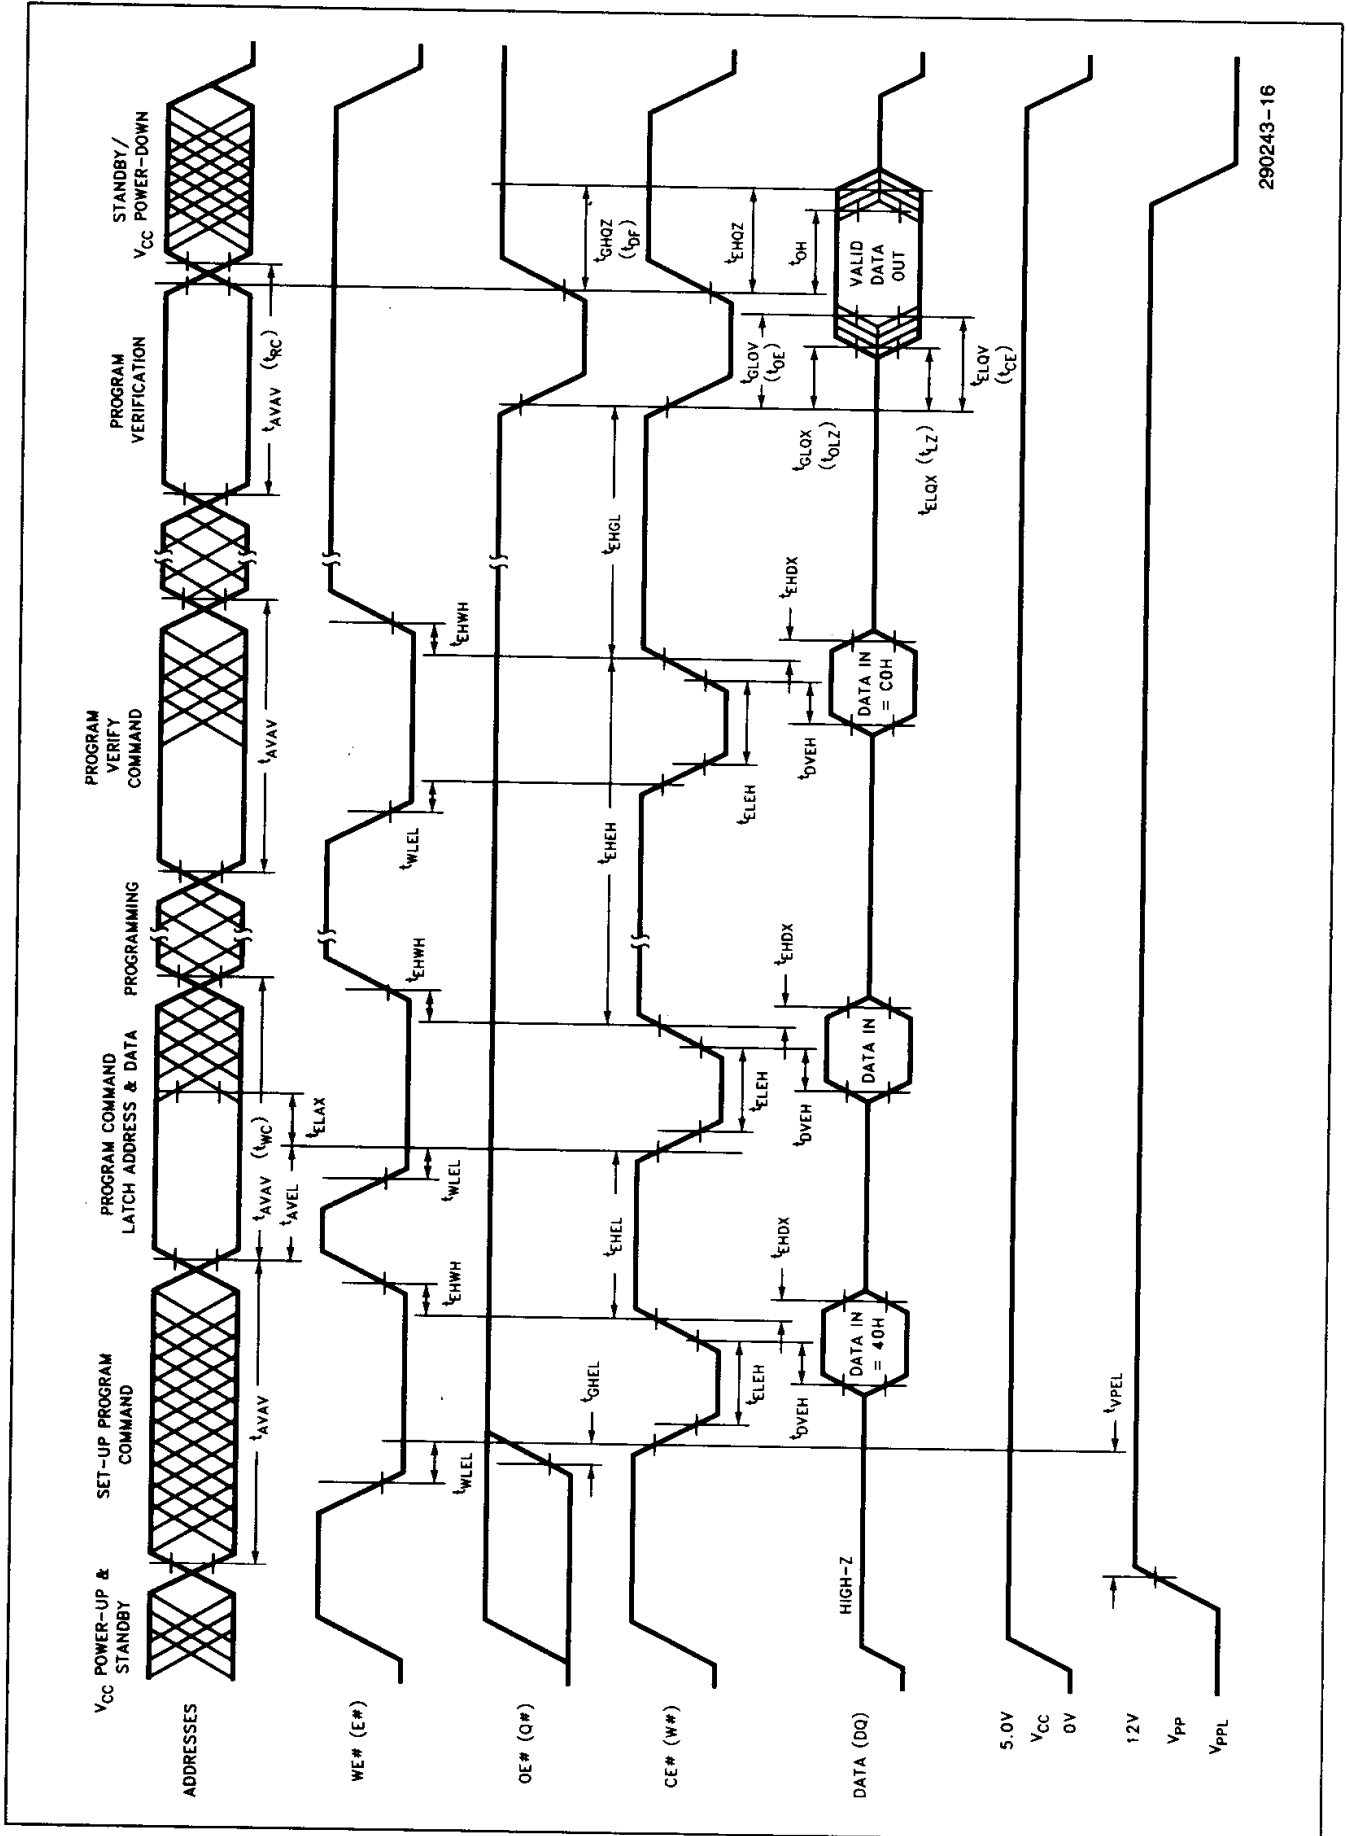 V_CC POWER-UP &
STANDBY
SET-UP PROGRAM
COMMAND
PROGRAM COMMAND
LATCH ADDRESS & DATA
PROGRAMMING
PROGRAM
VERIFY
COMMAND
PROGRAM
VERIFICATION
STANDBY/
V_CC POWER-DOWN
ADDRESSES
t_AVAV
t_AVAV (t_WC)
t_AVEL
t_ELAX
t_AVAV
t_AVAV (t_RC)
WE# (E#)
t_WLEL
t_EHWH
t_WLEL
t_EHWH
t_WLEL
t_EHWH
OE# (Q#)
t_GHEL
t_EHEL
t_EHEH
t_EHGL
t_GHQZ
(t_DF)
CE# (W#)
t_ELEH
t_ELEH
t_ELEH
t_GLOV
(t_OE)
t_EHQZ
t_DVEH
t_EHDX
t_DVEH
t_EHDX
t_DVEH
t_EHDX
t_GLQX
(t_OLZ)
t_OH
DATA (DQ)
HIGH-Z
DATA IN
= 40H
DATA IN
DATA IN
= C0H
VALID
DATA
OUT
t_ELQX (t_LZ)
t_ELQV
(t_CE)
5.0V
V_CC
0V
t_VPEL
12V
V_PP
V_PPL
290243-16